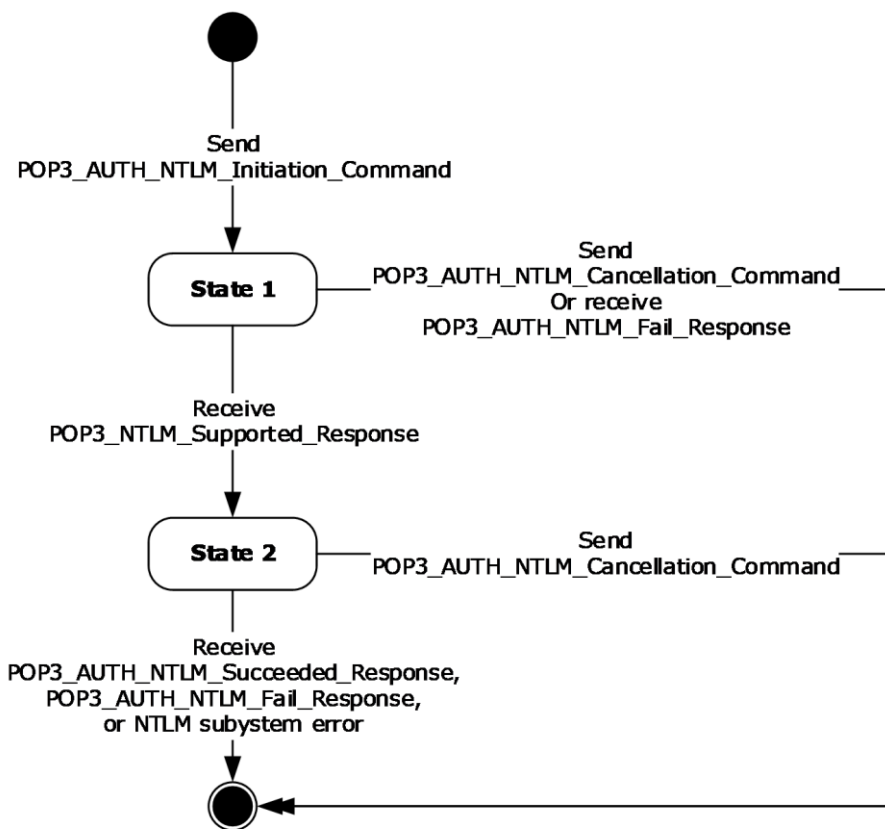 Send
POP3_AUTH_NTLM_Initiation_Command
State 1
Send
POP3_AUTH_NTLM_Cancellation_Command
Or receive
POP3_AUTH_NTLM_Fail_Response
Receive
POP3_NTLM_Supported_Response
State 2
Send
POP3_AUTH_NTLM_Cancellation_Command
Receive
POP3_AUTH_NTLM_Succeeded_Response,
POP3_AUTH_NTLM_Fail_Response,
or NTLM subystem error